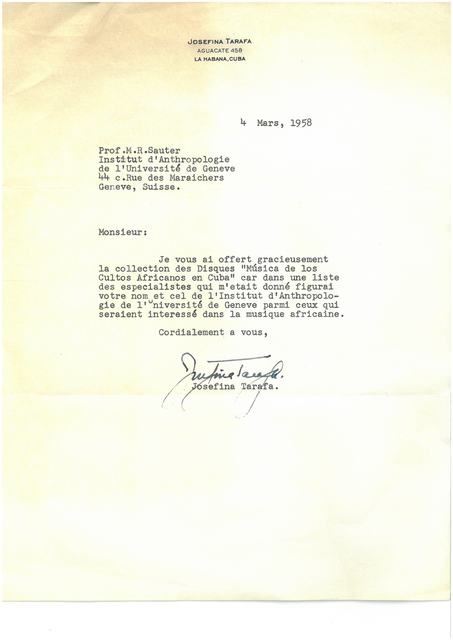 JOSEFINA TARAFA
AGUACATE 458
LA HABANA, CUBA
4 Mars, 1958
Prof.M.R.Sauter
Institut d'Anthropologie
de l'Université de Geneve
44 c.Rue des Maraichers
Geneve, Suisse.
Monsieur:
Je vous ai offert gracieusement
la collection des Disques "Música de los
Cultos Africanos en Cuba" car dans une liste
des especialistes qui m'etait donné figurai
votre nom et cel de l'Institut d'Anthropolo-
gie de l'Université de Geneve parmi ceux qui
seraient interessé dans la musique africaine.
Cordialement a vous,
Josefina Tarafa.
Josefina Tarafa.